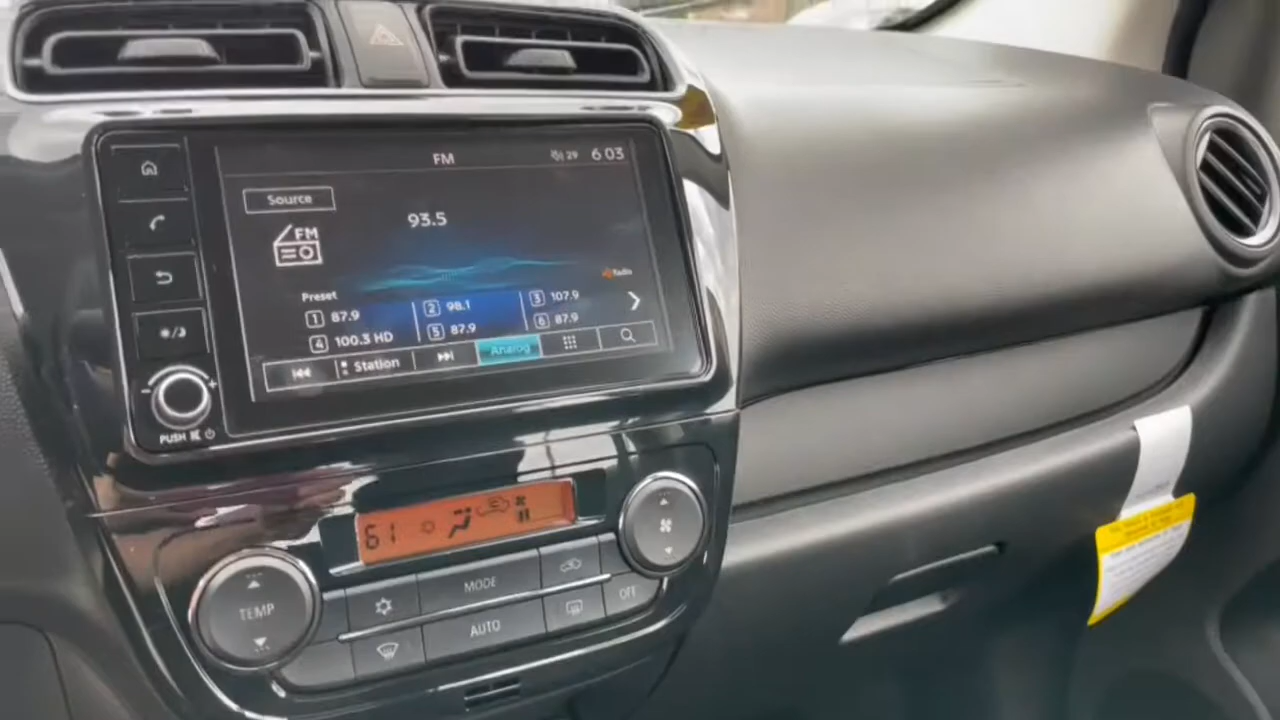 FM
29 6:03
Source
93.5
FM
Radio
Preset
1 87.9
2 98.1
3 107.9
4 100.3 HD
5 87.9
6 87.9
Station
Analog
PUSH
61
TEMP
MODE
AUTO
OFF